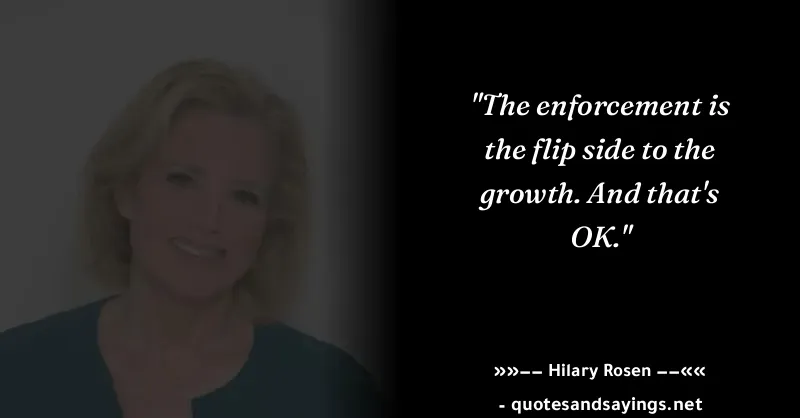 "The enforcement is
the flip side to the
growth. And that's
OK."
»»−− Hilary Rosen −−««
- quotesandsayings.net